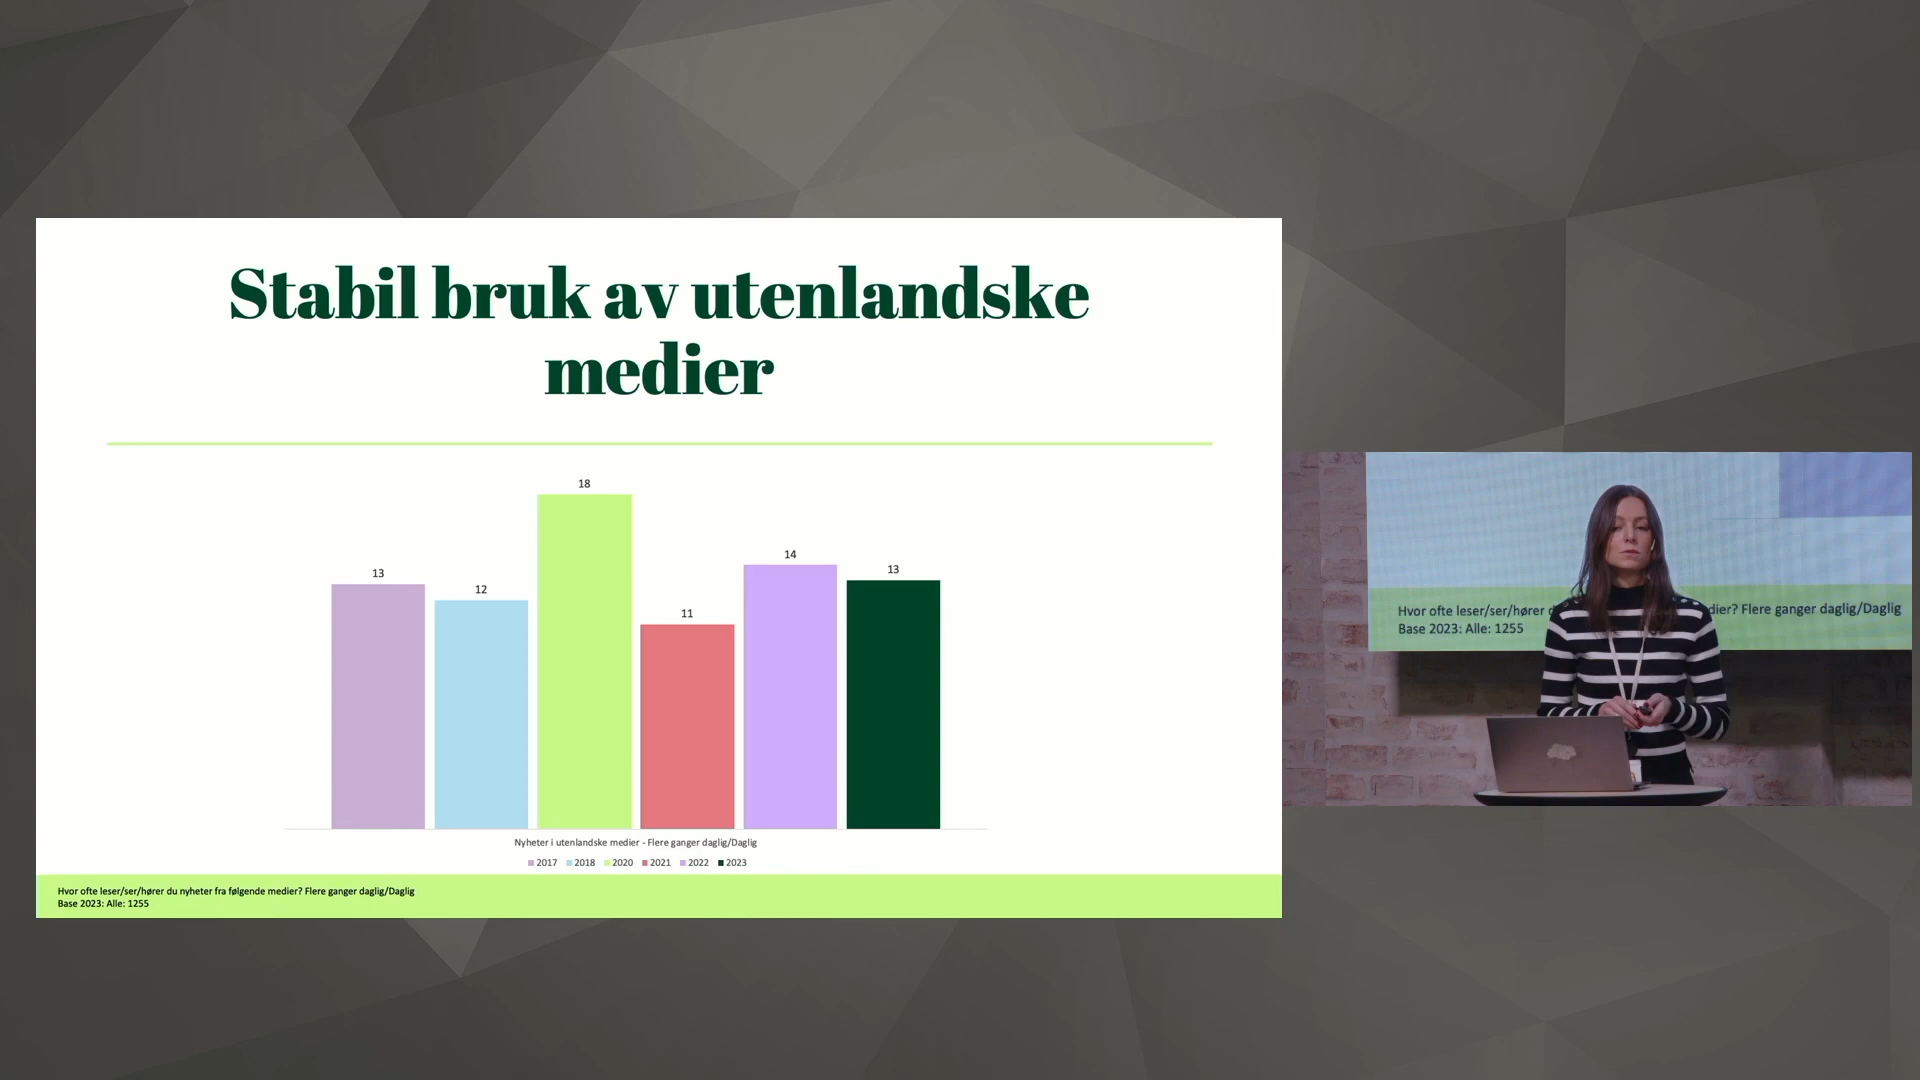 Stabil bruk av utenlandske
medier
18
14
13
13
12
11
Nyheter i utenlandske medier - Flere ganger daglig/Daglig
2017 2018 2020 2021 2022 2023
Hvor ofte leser/ser/hører du nyheter fra følgende medier? Flere ganger daglig/Daglig
Base 2023: Alle: 1255
Hvor ofte leser/ser/hører
dier? Flere ganger daglig/Daglig
Base 2023: Alle: 1255